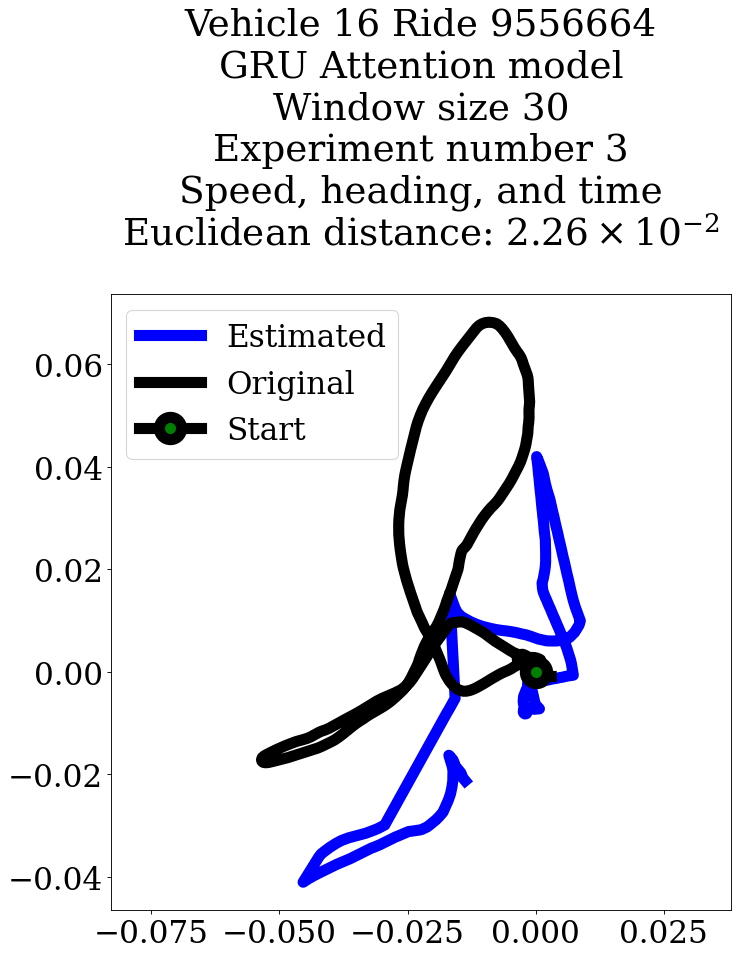 Vehicle 16 Ride 9556664
GRU Attention model
Window size 30
Experiment number 3
Speed, heading, and time
Euclidean distance: 2.26 × 10⁻²
Estimated
Original
Start
0.06
0.04
0.02
0.00
−0.02
−0.04
−0.075 −0.050 −0.025 0.000 0.025